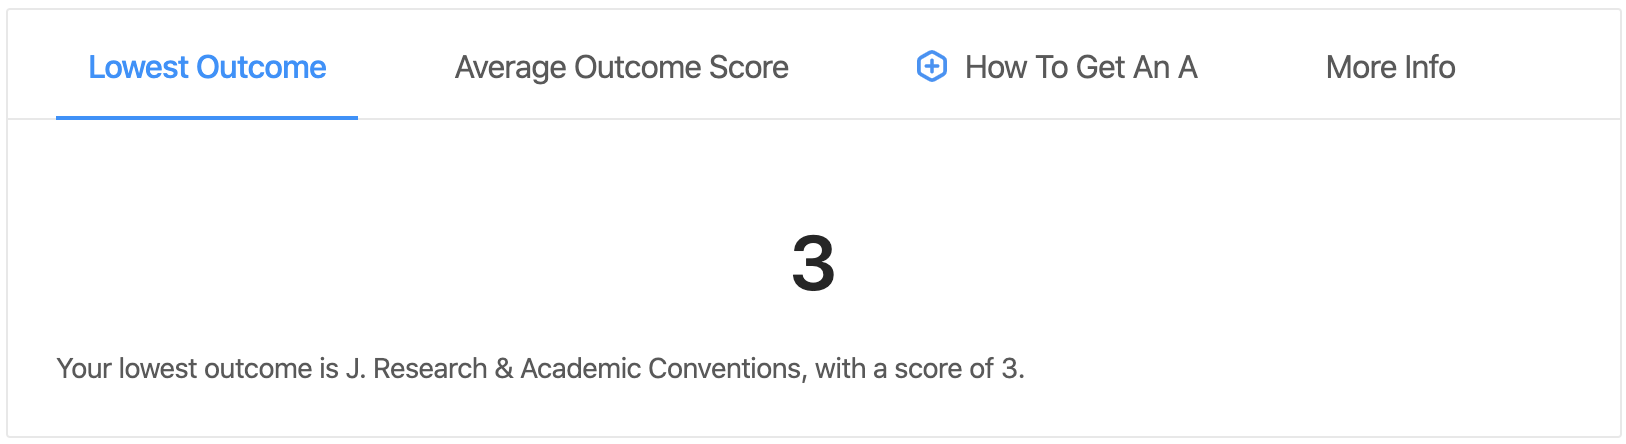 Lowest Outcome
Average Outcome Score
How To Get An A
More Info
3
Your lowest outcome is J. Research & Academic Conventions, with a score of 3.